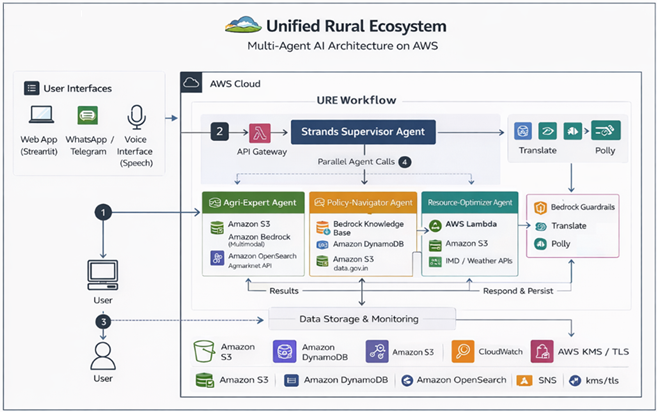 Unified Rural Ecosystem
Multi-Agent AI Architecture on AWS
User Interfaces
Web App
(Streamlit)
WhatsApp /
Telegram
Voice
Interface
(Speech)
AWS Cloud
URE Workflow
2
API Gateway
Strands Supervisor Agent
Parallel Agent Calls 4
Translate
Polly
1
User
3
User
Agri-Expert Agent
Amazon S3
Amazon Bedrock
(Multimodal)
Amazon OpenSearch
Agmarknet API
Policy-Navigator Agent
Bedrock Knowledge
Base
Amazon DynamoDB
Amazon S3
data.gov.in
Resource-Optimizer Agent
AWS Lambda
Amazon S3
IMD / Weather APIs
Bedrock Guardrails
Translate
Polly
Results
Respond & Persist
Data Storage & Monitoring
Amazon
S3
Amazon
DynamoDB
Amazon S3
CloudWatch
AWS KMS / TLS
Amazon S3
Amazon DynamoDB
Amazon OpenSearch
SNS
kms/tls